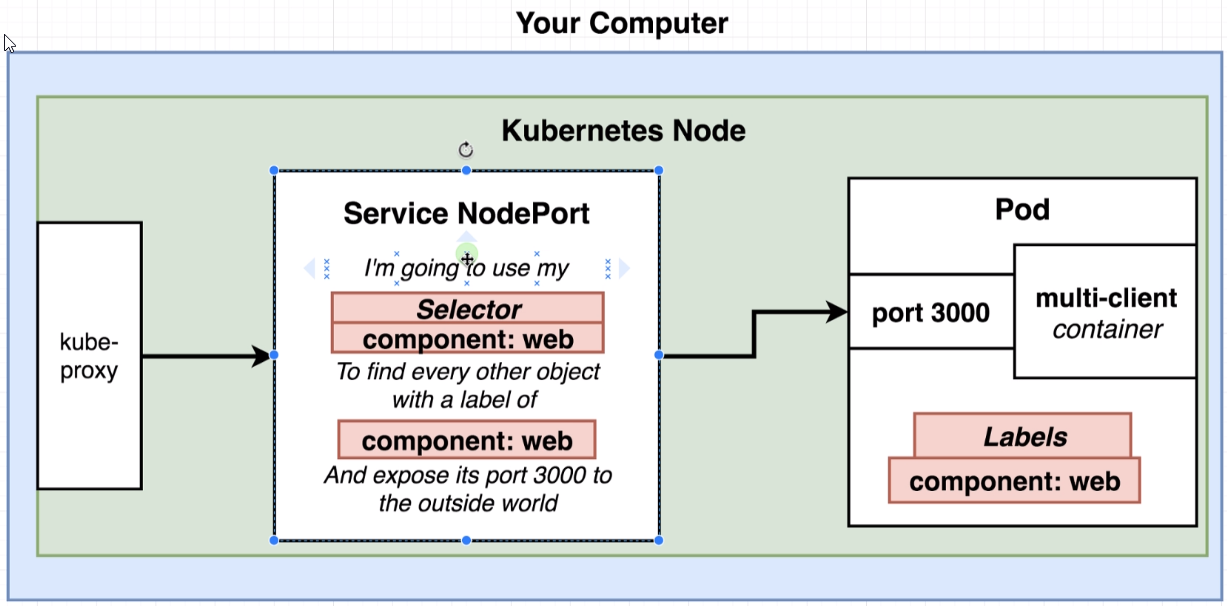 Your Computer
Kubernetes Node
kube-
proxy
Service NodePort
I'm going to use my
Selector
component: web
To find every other object
with a label of
component: web
And expose its port 3000 to
the outside world
Pod
port 3000
multi-client
container
Labels
component: web